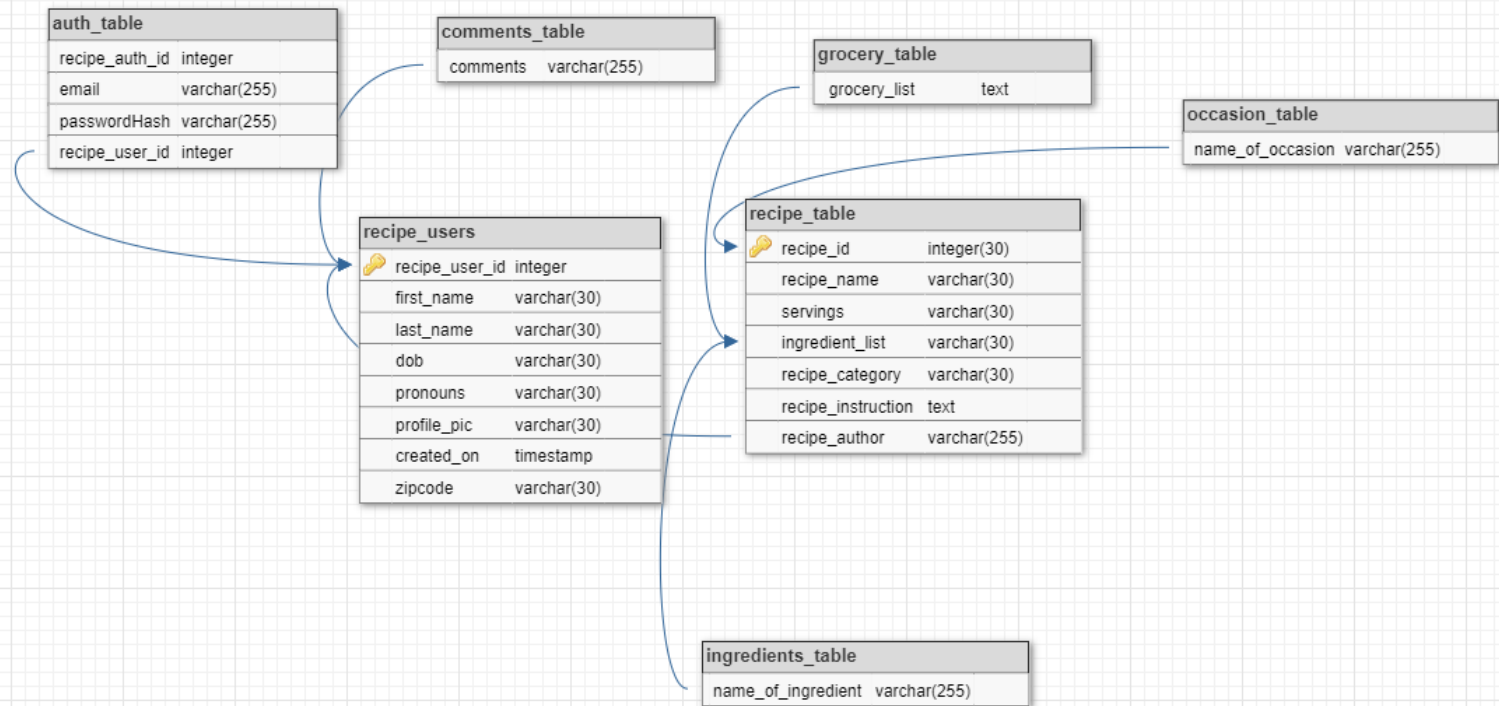 auth_table
recipe_auth_id integer
email varchar(255)
passwordHash varchar(255)
recipe_user_id integer
comments_table
comments varchar(255)
grocery_table
grocery_list text
occasion_table
name_of_occasion varchar(255)
recipe_users
recipe_user_id integer
first_name varchar(30)
last_name varchar(30)
dob varchar(30)
pronouns varchar(30)
profile_pic varchar(30)
created_on timestamp
zipcode varchar(30)
recipe_table
recipe_id integer(30)
recipe_name varchar(30)
servings varchar(30)
ingredient_list varchar(30)
recipe_category varchar(30)
recipe_instruction text
recipe_author varchar(255)
ingredients_table
name_of_ingredient varchar(255)